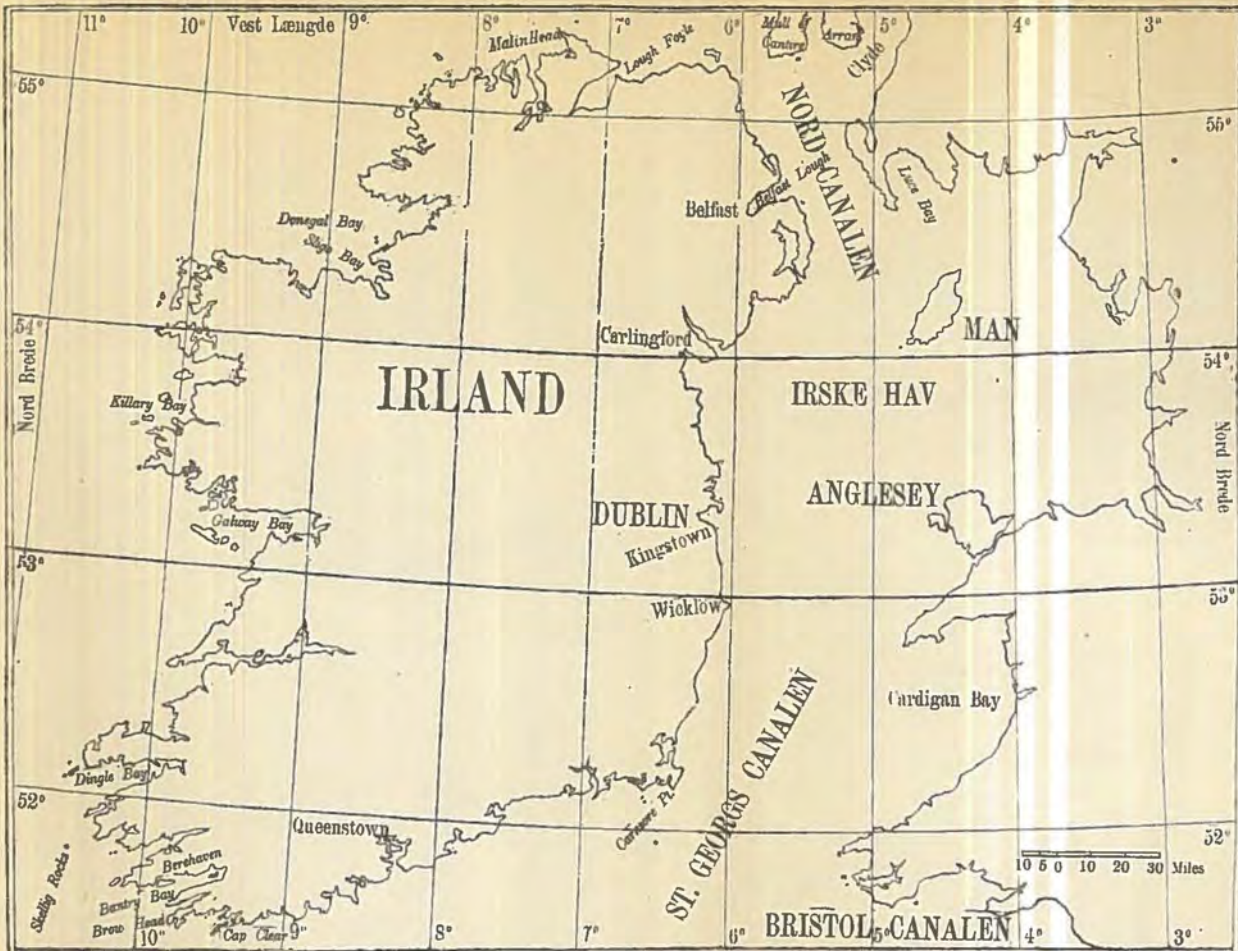 11° 10° Vest Længde 9° 8° 7° 6° 5° 4° 3°
Mull of
Cantire
Arran
Clyde
Malin Head
Lough Foyle
55°
55°
NORD CANALEN
Luce Bay
Belfast
Belfast Lough
Donegal Bay
Sligo Bay
54°
Nord Brede
Carlingford
MAN
54°
IRLAND
IRSKE HAV
Killary Bay
Nord Brede
ANGLESEY
DUBLIN
Galway Bay
Kingstown
53°
53°
Wicklow
Cardigan Bay
ST. GEORGS CANALEN
Dingle Bay
52°
Carnsore Pt.
Queenstown
52°
Skellig Rocks
Berehaven
10 5 0 10 20 30 Miles
Bantry Bay
Brow Head
Cap Clear
BRISTOL CANALEN
10° 9° 8° 7° 6° 5° 4° 3°